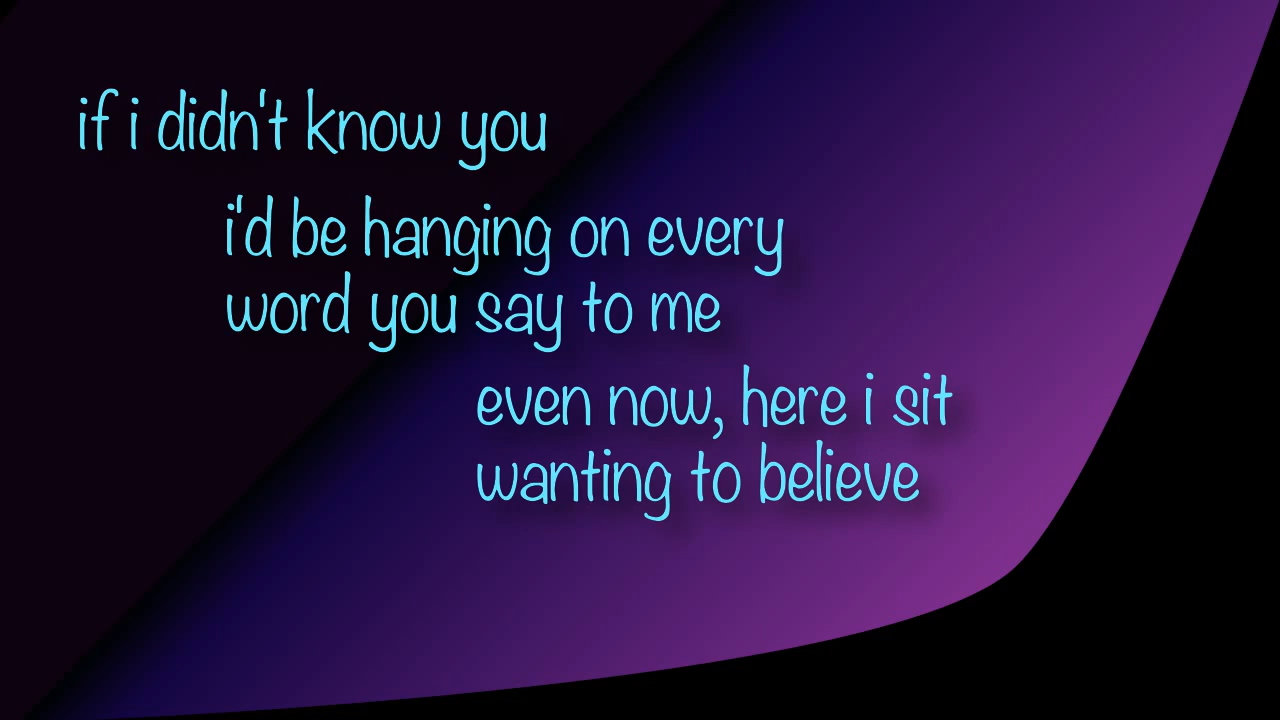 if i didn't know you
i'd be hanging on every
word you say to me
even now, here i sit
wanting to believe